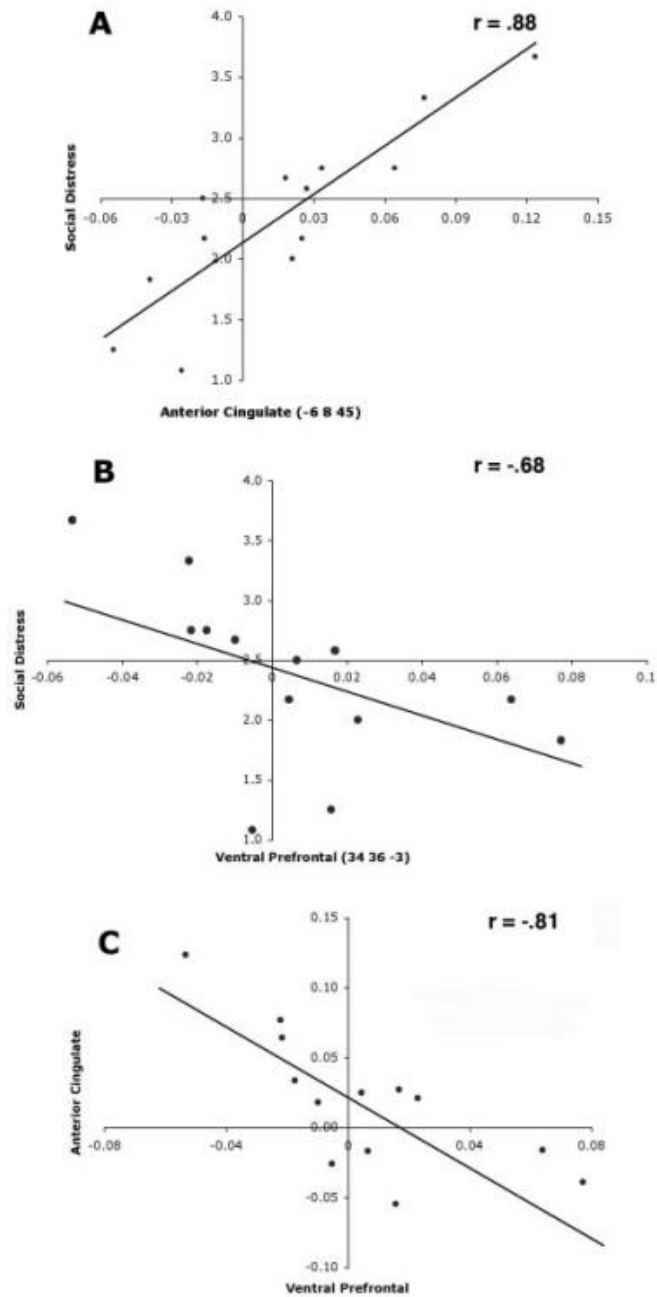 A
r = .88
4.0
3.5
3.0
2.5
-0.06 -0.03 0 0.03 0.06 0.09 0.12 0.15
2.0
1.5
1.0
Social Distress
Anterior Cingulate (-6 8 45)
B
r = -.68
4.0
3.5
3.0
2.5
-0.06 -0.04 -0.02 0 0.02 0.04 0.06 0.08 0.1
2.0
1.5
1.0
Social Distress
Ventral Prefrontal (34 36 -3)
C
r = -.81
0.15
0.10
0.05
0.00
-0.08 -0.04 0 0.04 0.08
-0.05
-0.10
Anterior Cingulate
Ventral Prefrontal